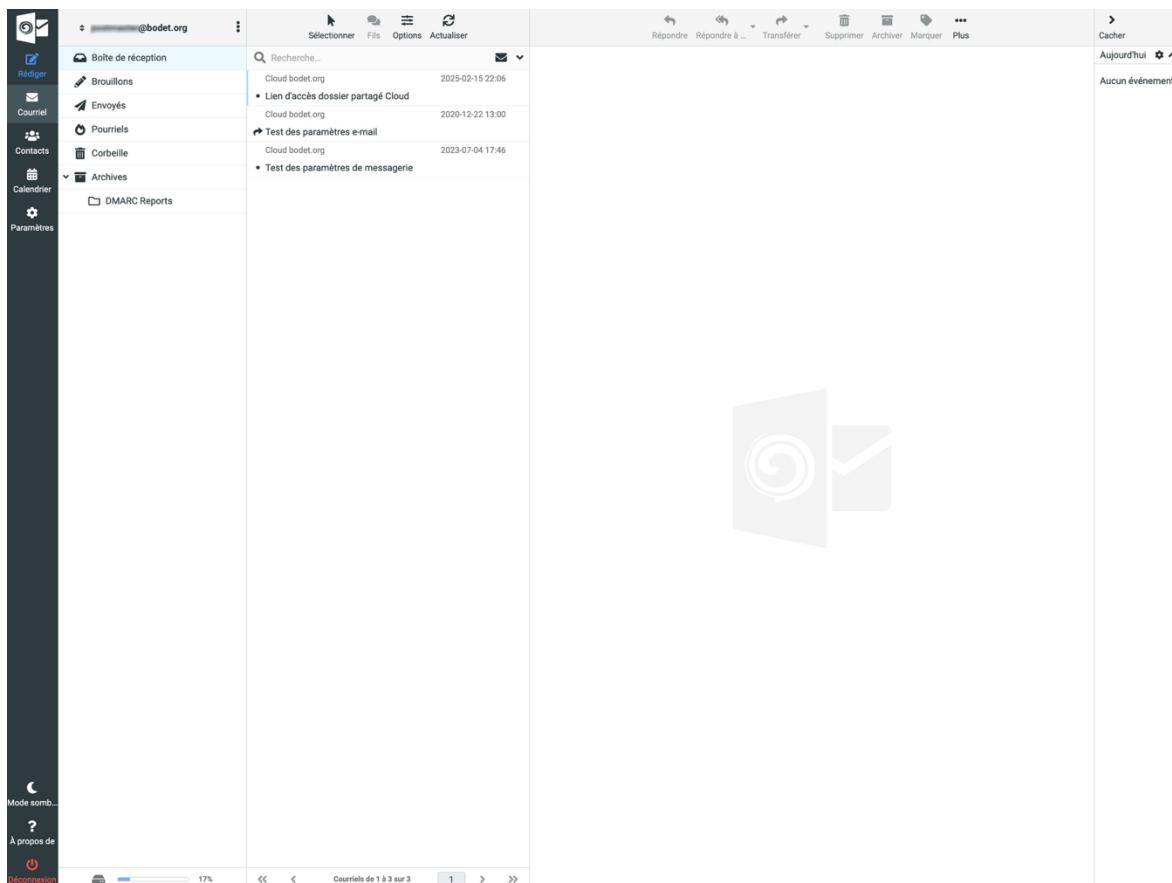 @bodet.org
Rédiger
Courriel
Contacts
Calendrier
Paramètres
Mode somb...
À propos de
Déconnexion
Boîte de réception
Brouillons
Envoyés
Pourriels
Corbeille
Archives
DMARC Reports
17%
Sélectionner Fils Options Actualiser
Recherche...
Cloud bodet.org 2025-02-15 22:06
• Lien d'accès dossier partagé Cloud
Cloud bodet.org 2020-12-22 13:00
Test des paramètres e-mail
Cloud bodet.org 2023-07-04 17:46
• Test des paramètres de messagerie
Courriels de 1 à 3 sur 3 1
Répondre Répondre à ... Transférer Supprimer Archiver Marquer Plus
Cacher
Aujourd'hui
Aucun événement